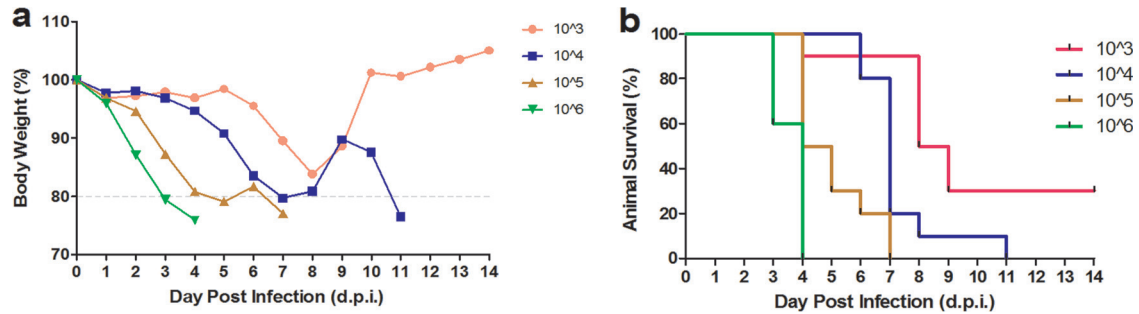 a
110
100
90
80
70
Body Weight (%)
0 1 2 3 4 5 6 7 8 9 10 11 12 13 14
Day Post Infection (d.p.i.)
10^3
10^4
10^5
10^6
b
100
80
60
40
20
0
Animal Survival (%)
0 1 2 3 4 5 6 7 8 9 10 11 12 13 14
Day Post Infection (d.p.i.)
10^3
10^4
10^5
10^6